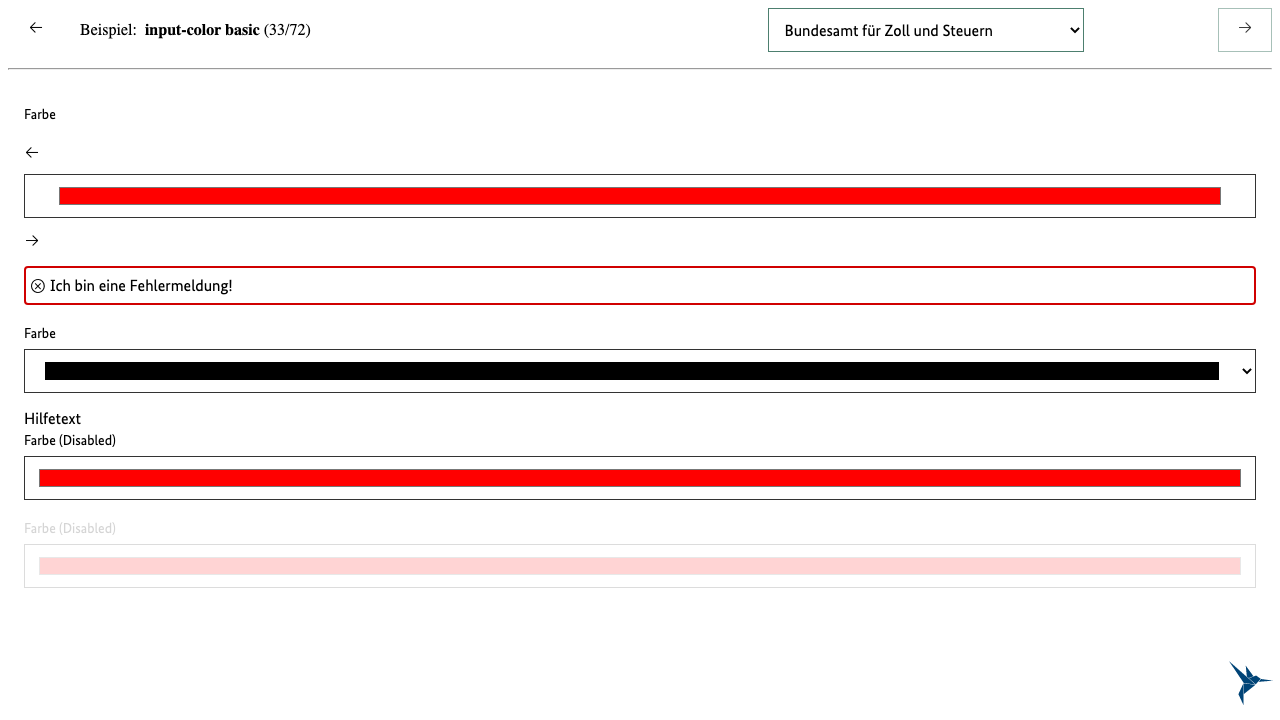 Beispiel: input-color basic (33/72)
Bundesamt für Zoll und Steuern
Farbe
Ich bin eine Fehlermeldung!
Farbe
Hilfetext
Farbe (Disabled)
Farbe (Disabled)